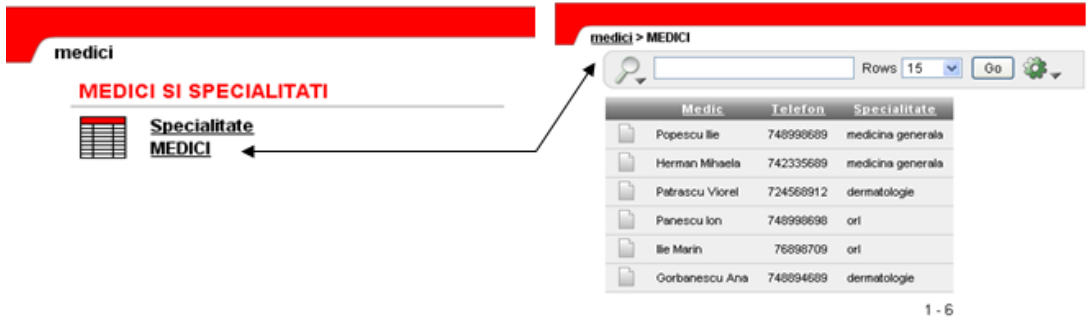 medici
MEDICI SI SPECIALITATI
Specialitate
MEDICI
medici > MEDICI
Rows 15 Go
Medic Telefon Specialitate
Popescu Ilie 748998689 medicina generala
Herman Mihaela 742335689 medicina generala
Patrascu Viorel 724568912 dermatologie
Panescu Ion 748998698 orl
Ilie Marin 76898709 orl
Gorbanescu Ana 748894689 dermatologie
1 - 6